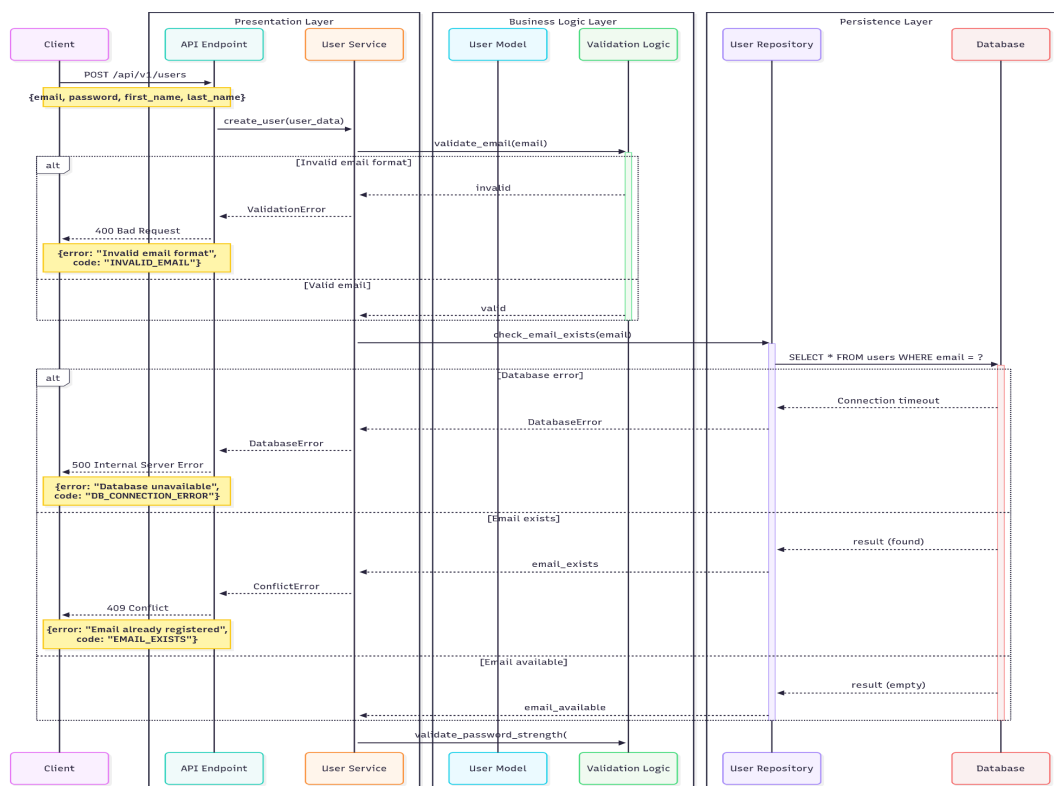 Presentation Layer
Business Logic Layer
Persistence Layer
Client
API Endpoint
User Service
User Model
Validation Logic
User Repository
Database
POST /api/v1/users
{email, password, first_name, last_name}
create_user(user_data)
validate_email(email)
alt
[Invalid email format]
invalid
ValidationError
400 Bad Request
{error: "Invalid email format",
code: "INVALID_EMAIL"}
[Valid email]
valid
check_email_exists(email)
SELECT * FROM users WHERE email = ?
alt
[Database error]
Connection timeout
DatabaseError
DatabaseError
500 Internal Server Error
{error: "Database unavailable",
code: "DB_CONNECTION_ERROR"}
[Email exists]
result (found)
email_exists
ConflictError
409 Conflict
{error: "Email already registered",
code: "EMAIL_EXISTS"}
[Email available]
result (empty)
email_available
validate_password_strength(
Client
API Endpoint
User Service
User Model
Validation Logic
User Repository
Database